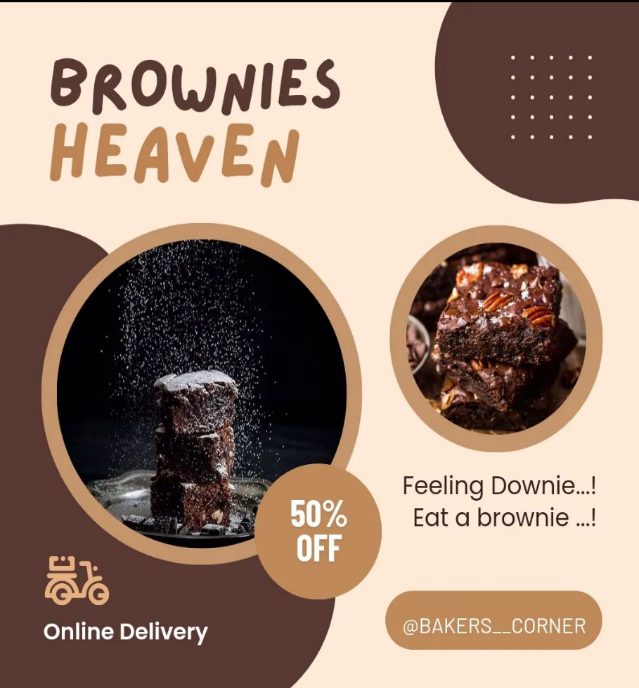 BROWNIES
HEAVEN
50%
OFF
Feeling Downie...!
Eat a brownie ...!
Online Delivery
@BAKERS__CORNER